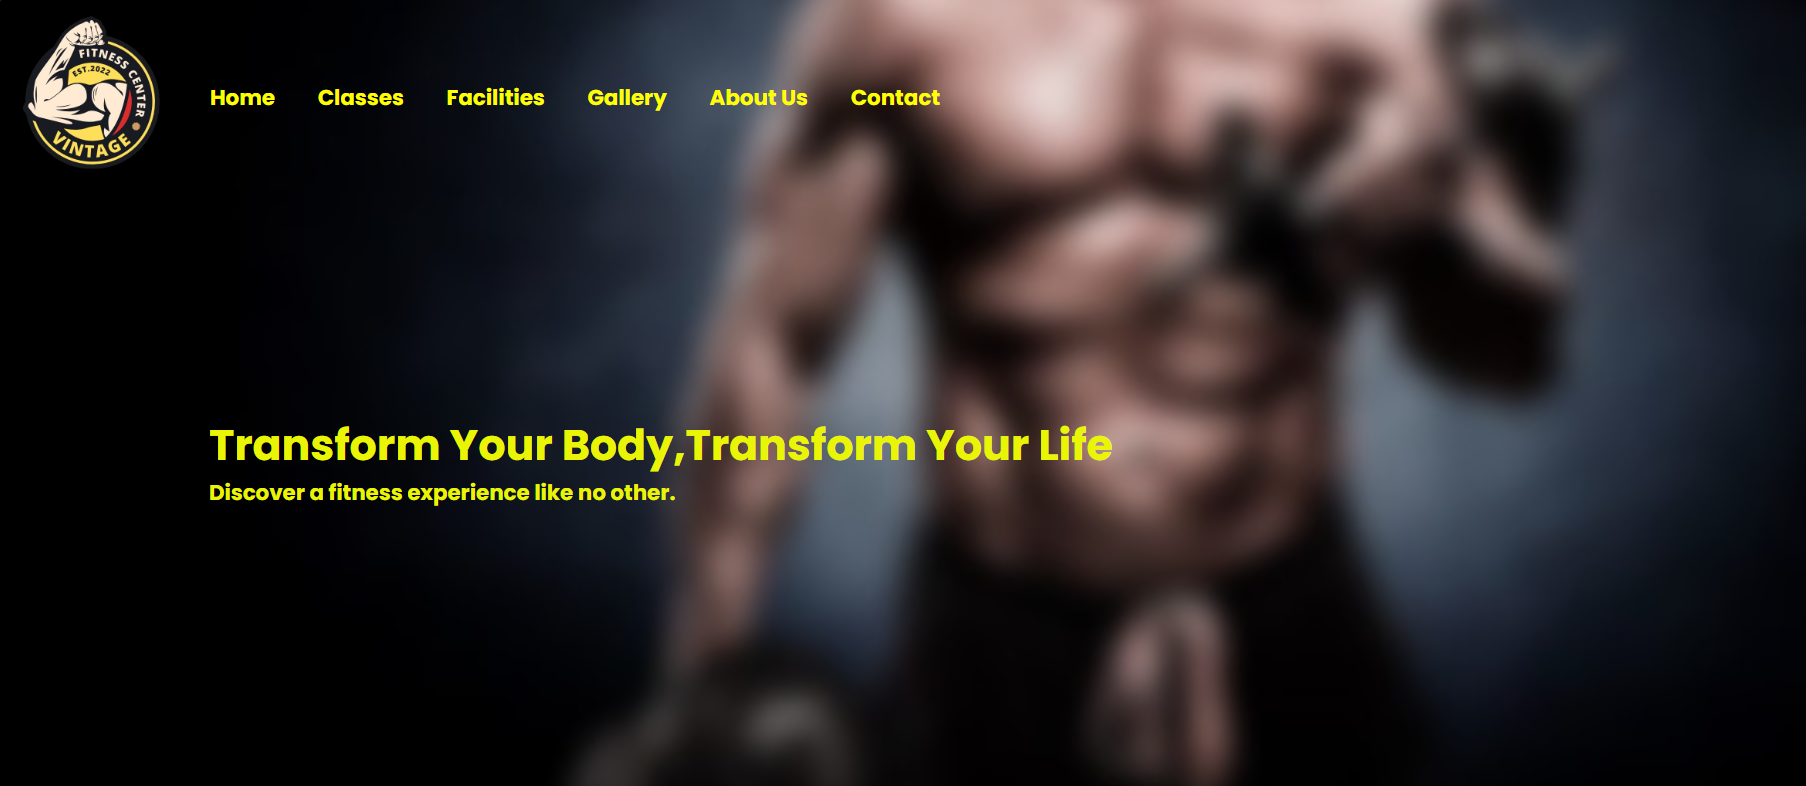 FITNESS CENTER
EST.2022
VINTAGE
Home Classes Facilities Gallery About Us Contact
Transform Your Body,Transform Your Life
Discover a fitness experience like no other.